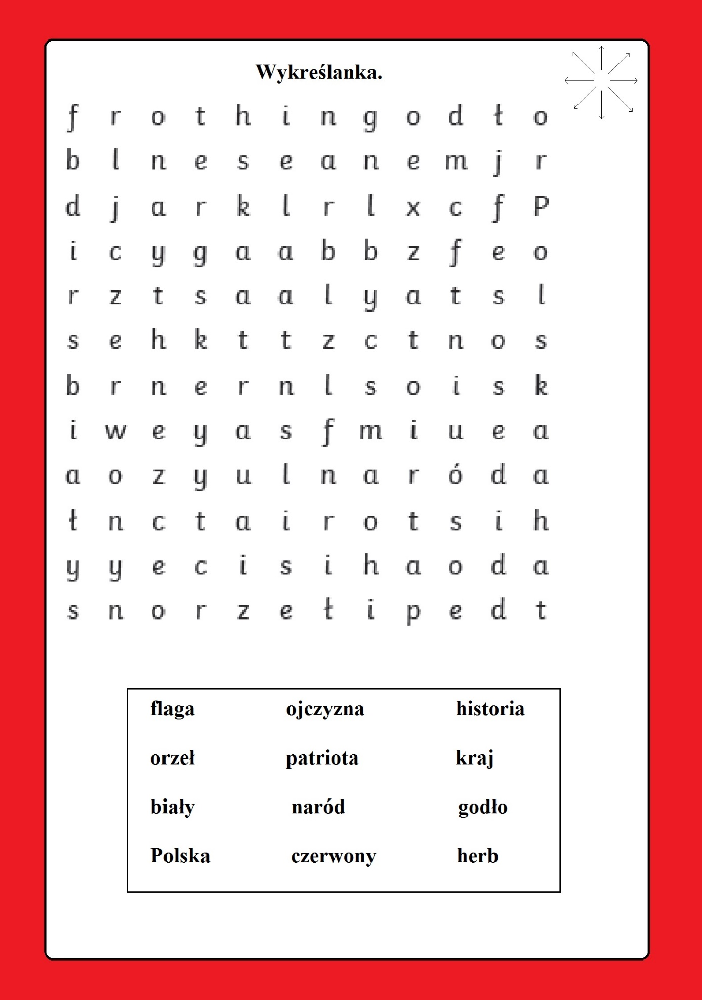 Wykreślanka.
f r o t h i n g o d ł o
b l n e s e a n e m j r
d j a r k l r l x c f P
i c y g a a b b z f e o
r z t s a a l y a t s l
s e h k t t z c t n o s
b r n e r n l s o i s k
i w e y a s f m i u e a
a o z y u l n a r ó d a
ł n c t a i r o t s i h
y y e c i s i h a o d a
s n o r z e ł i p e d t
flaga ojczyzna historia
orzeł patriota kraj
biały naród godło
Polska czerwony herb